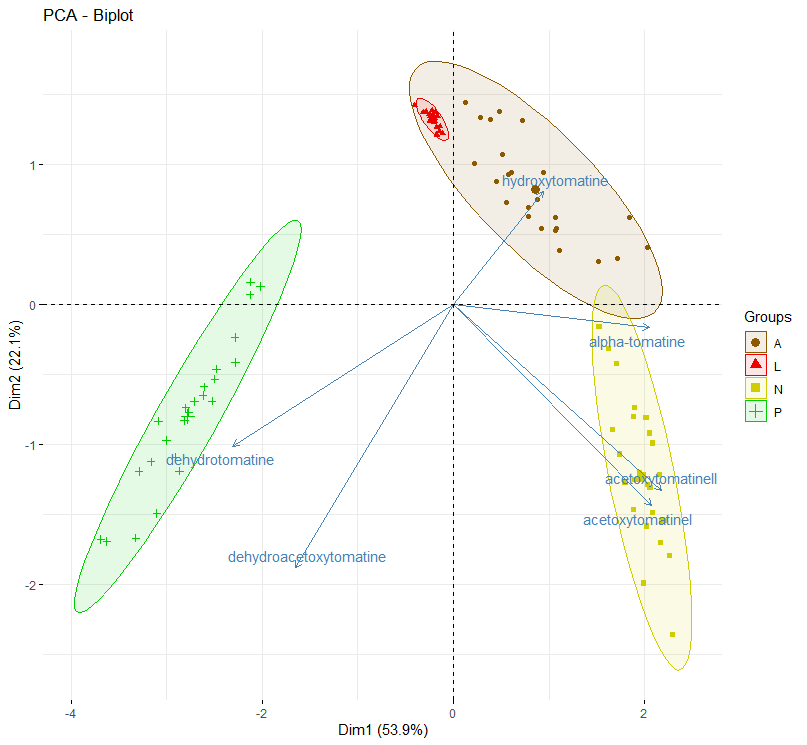 PCA - Biplot
Dim2 (22.1%)
1
0
-1
-2
hydroxytomatine
alpha-tomatine
dehydrotomatine
acetoxytomatineII
acetoxytomatineI
dehydroacetoxytomatine
-4
-2
0
2
Dim1 (53.9%)
Groups
A
L
N
P